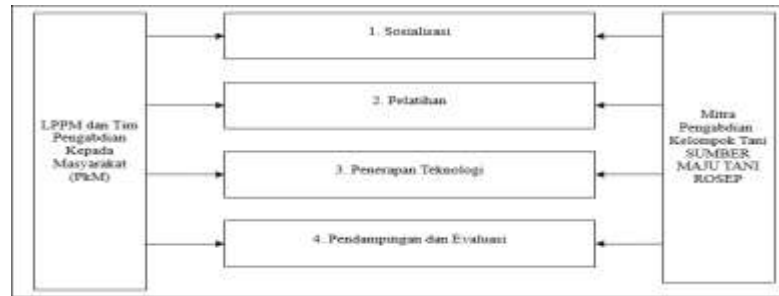 LPPM dan Tim
Pengabdian
Kepada
Masyarakat
(PkM)
1. Sosialisasi
2. Pelatihan
3. Penerapan Teknologi
4. Pendampingan dan Evaluasi
Mitra
Pengabdian
Kelompok Tani
SUMBER
MAJU TANI
ROSEP